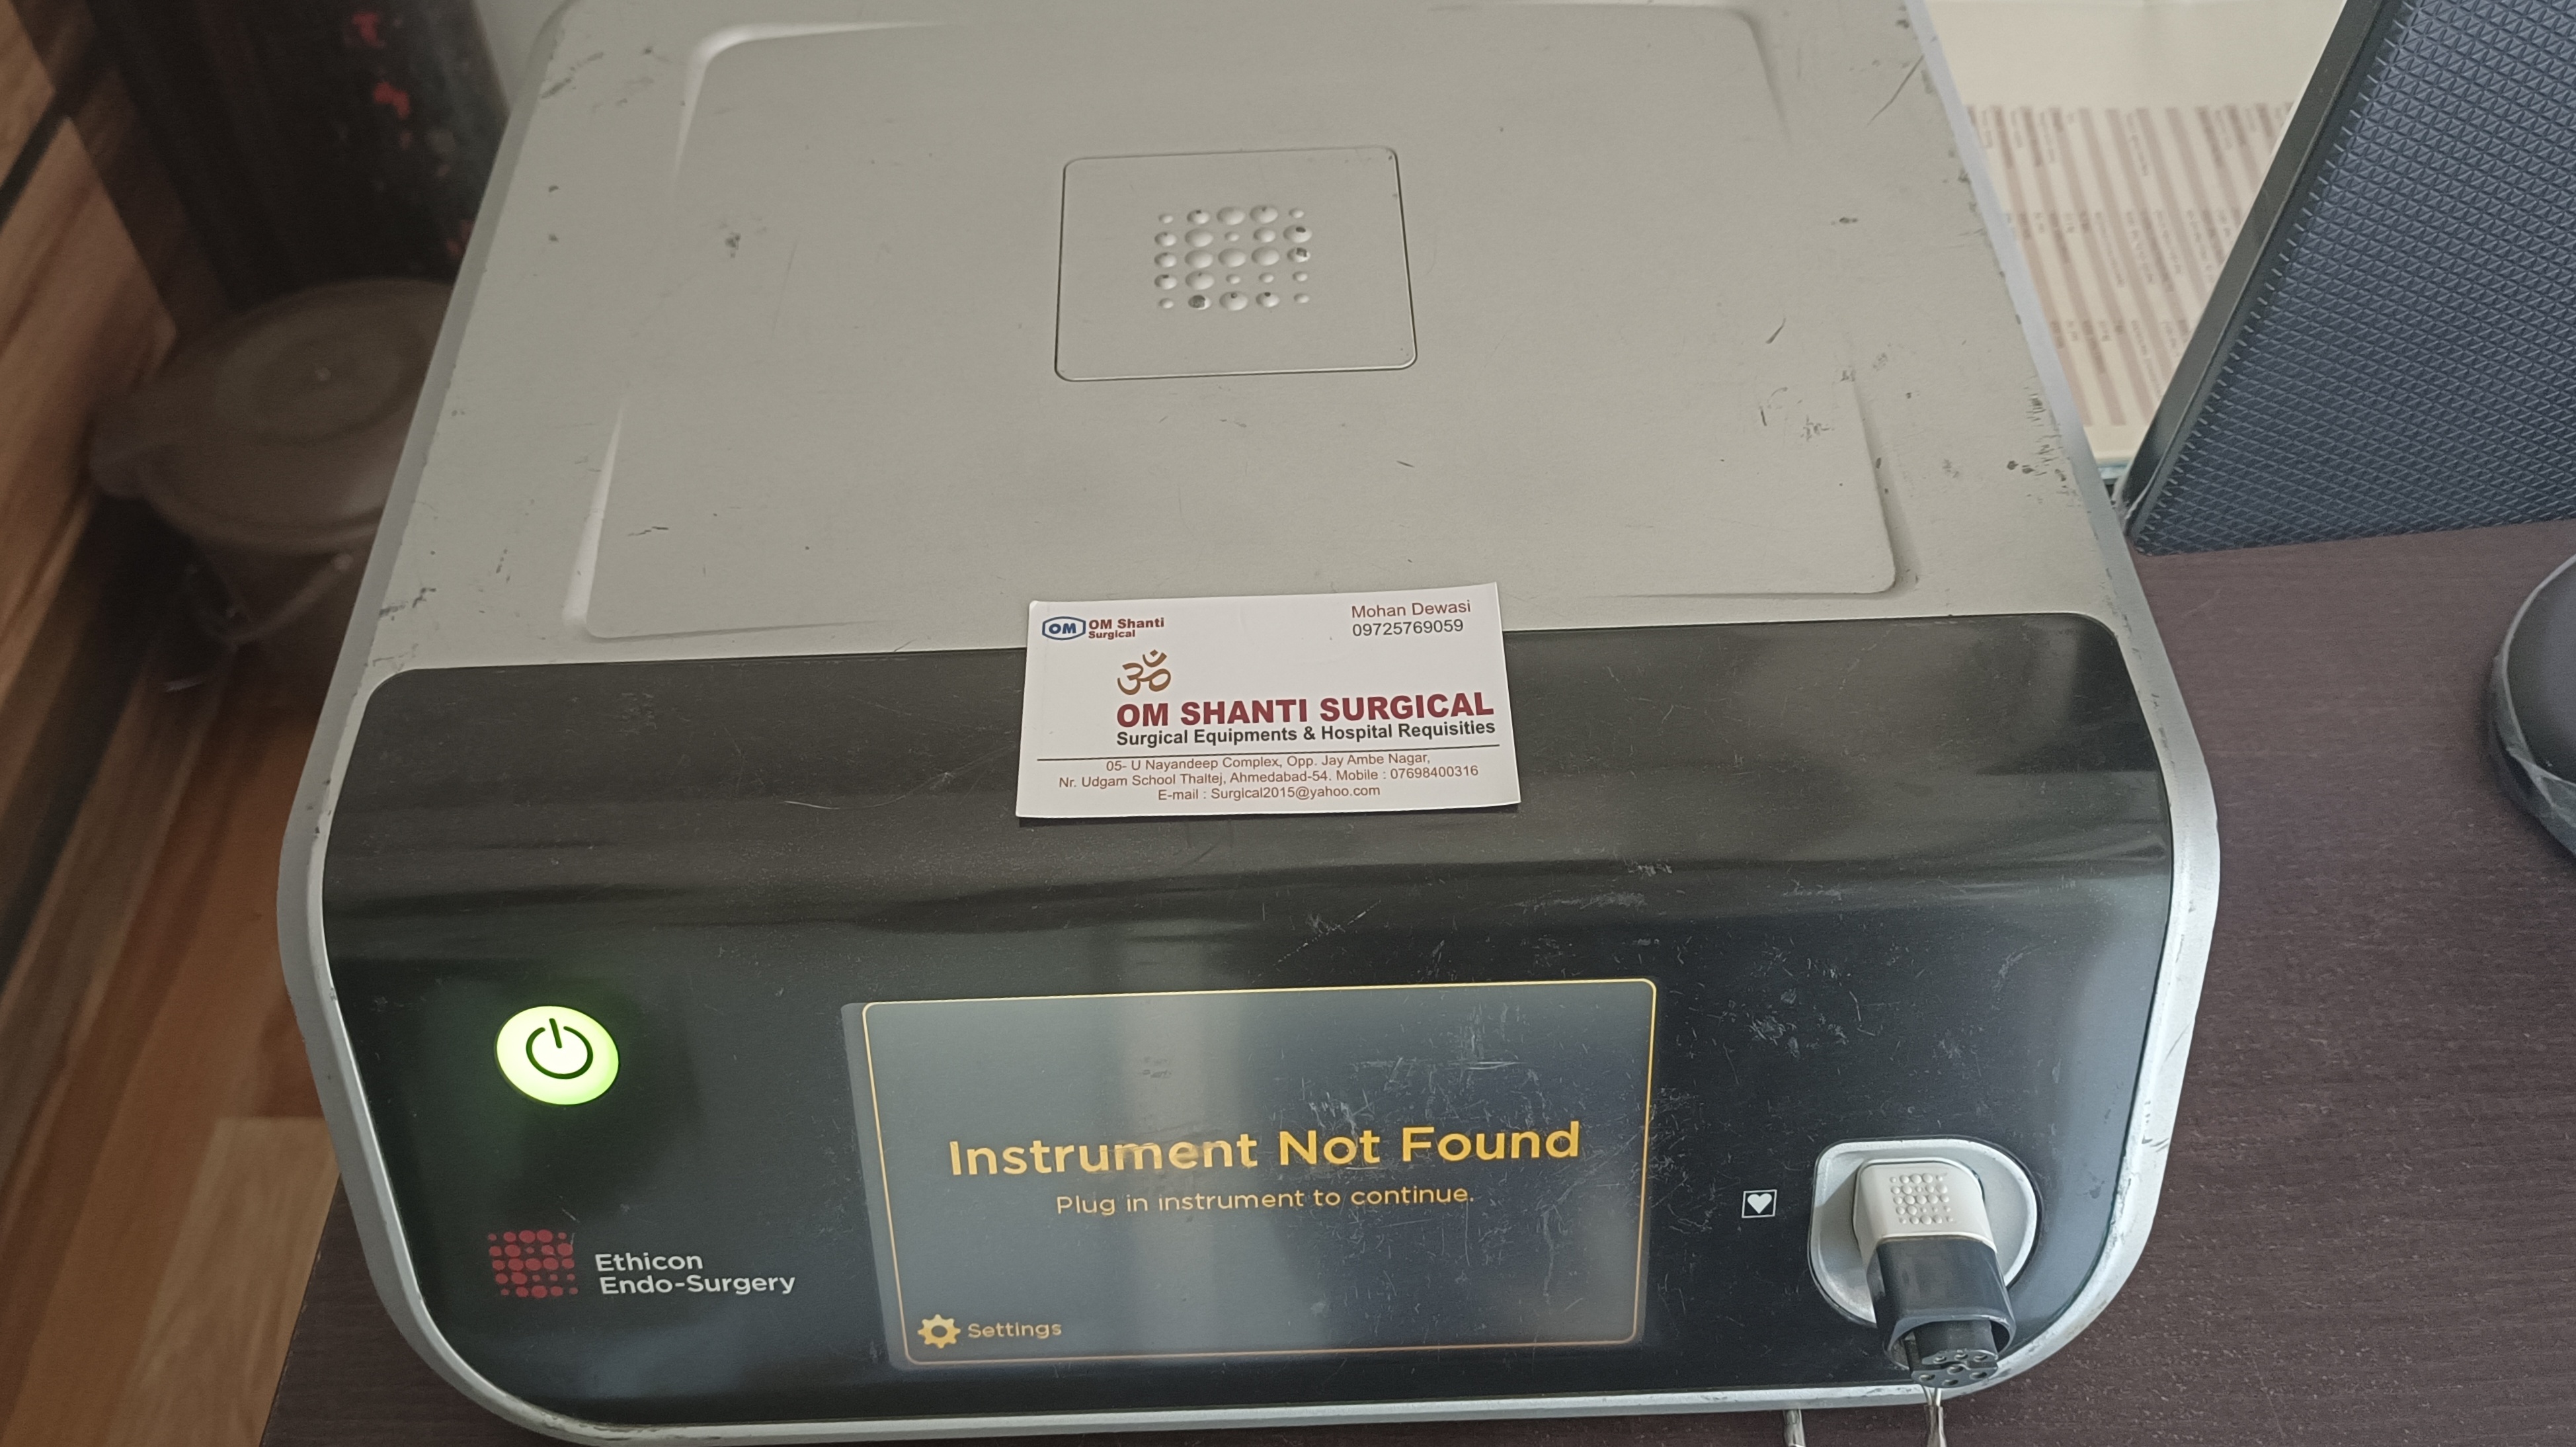 OM
OM Shanti
Surgical
Mohan Dewasi
09725769059
ॐ
OM SHANTI SURGICAL
Surgical Equipments & Hospital Requisities
05- U Nayandeep Complex, Opp. Jay Ambe Nagar,
Nr. Udgam School Thaltej, Ahmedabad-54. Mobile : 07698400316
E-mail : Surgical2015@yahoo.com
Instrument Not Found
Plug in instrument to continue.
Settings
Ethicon
Endo-Surgery